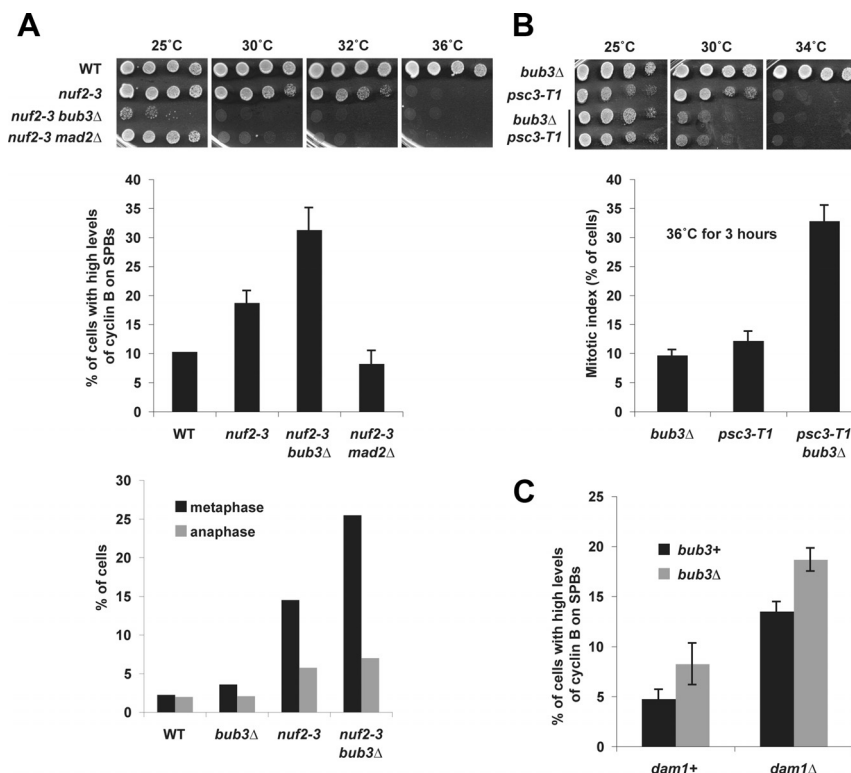 A
25˚C 30˚C 32˚C 36˚C
WT
nuf2-3
nuf2-3 bub3Δ
nuf2-3 mad2Δ
% of cells with high levels
of cyclin B on SPBs
40
35
30
25
20
15
10
5
0
WT nuf2-3 nuf2-3 nuf2-3
bub3Δ mad2Δ
% of cells
30
25
20
15
10
5
0
metaphase
anaphase
WT bub3Δ nuf2-3 nuf2-3
bub3Δ
B
25˚C 30˚C 34˚C
bub3Δ
psc3-T1
bub3Δ
psc3-T1
Mitotic index (% of cells)
40
35
30
25
20
15
10
5
0
36˚C for 3 hours
bub3Δ psc3-T1 psc3-T1
bub3Δ
C
% of cells with high levels
of cyclin B on SPBs
25
20
15
10
5
0
bub3+
bub3Δ
dam1+ dam1Δ